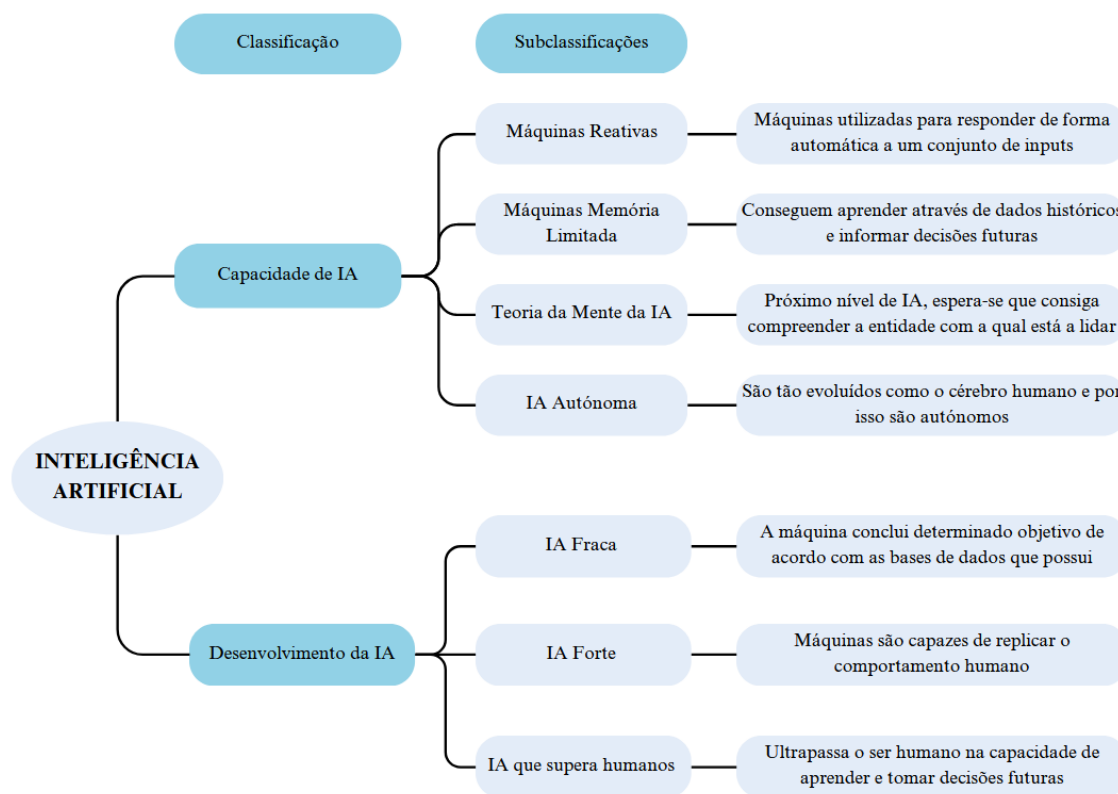 Classificação
Subclassificações
Máquinas Reativas
Máquinas utilizadas para responder de forma
automática a um conjunto de inputs
Máquinas Memória
Limitada
Conseguem aprender através de dados históricos
e informar decisões futuras
Capacidade de IA
Teoria da Mente da IA
Próximo nível de IA, espera-se que consiga
compreender a entidade com a qual está a lidar
IA Autónoma
São tão evoluídos como o cérebro humano e por
isso são autónomos
INTELIGÊNCIA
ARTIFICIAL
IA Fraca
A máquina conclui determinado objetivo de
acordo com as bases de dados que possui
Desenvolvimento da IA
IA Forte
Máquinas são capazes de replicar o
comportamento humano
IA que supera humanos
Ultrapassa o ser humano na capacidade de
aprender e tomar decisões futuras